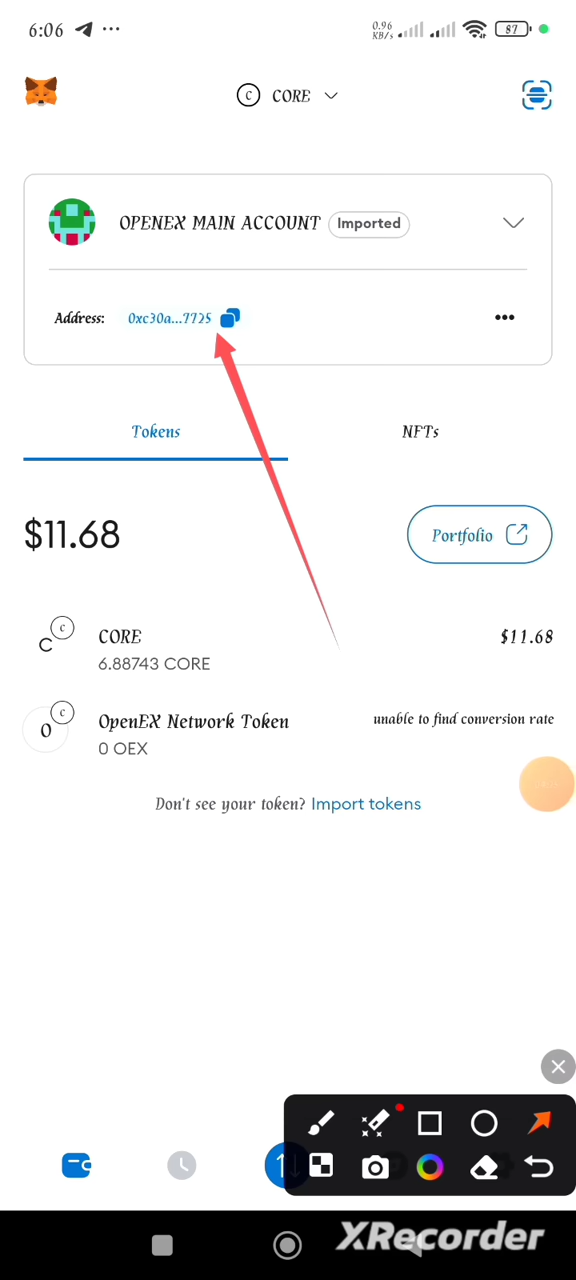 6:06
0.96
KB/s
87
C CORE
OPENEX MAIN ACCOUNT Imported
Address: 0xc30a...7725
Tokens NFTs
$11.68 Portfolio
C C CORE $11.68
6.88743 CORE
O C OpenEX Network Token unable to find conversion rate
0 OEX
Don't see your token? Import tokens
XRecorder